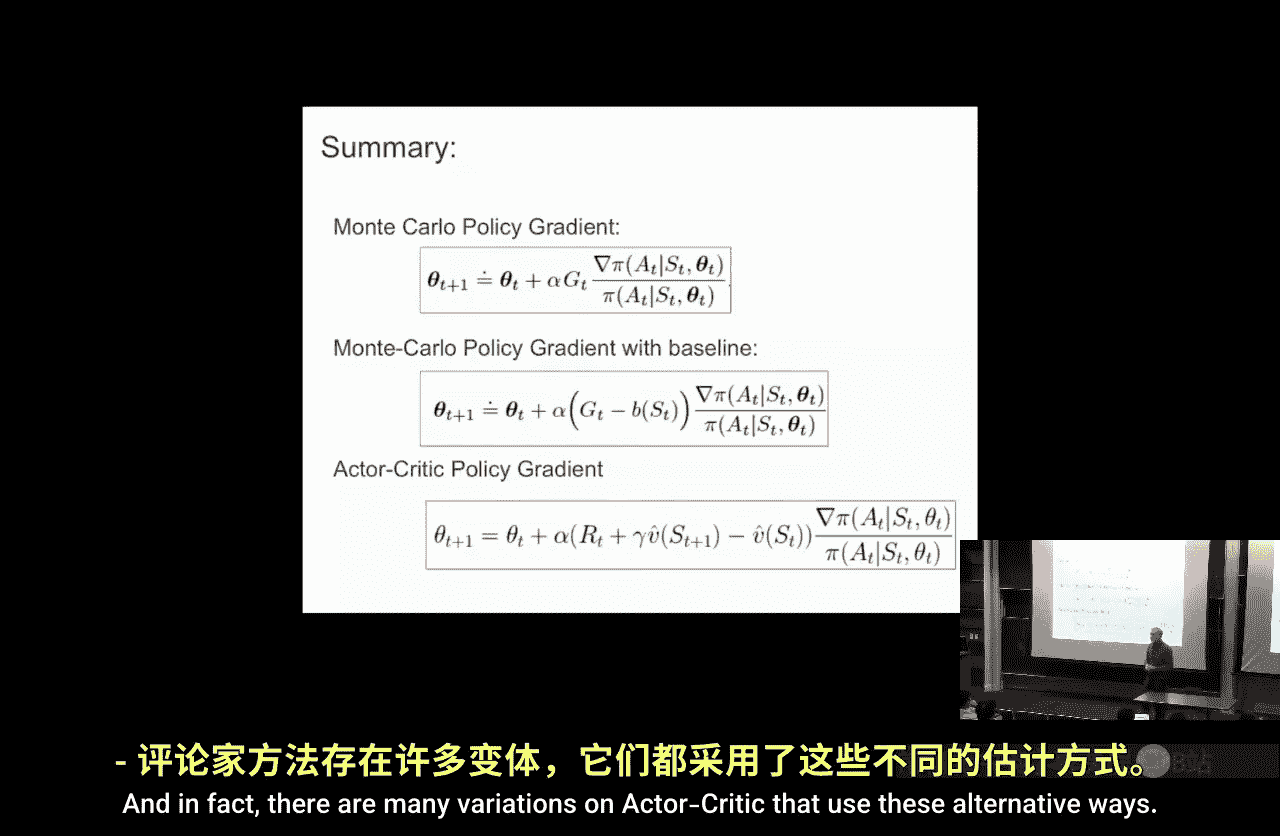 Summary:
Monte Carlo Policy Gradient:
θ_{t+1} ≐ θ_t + αG_t ∇π(A_t|S_t, θ_t) / π(A_t|S_t, θ_t)
Monte-Carlo Policy Gradient with baseline:
θ_{t+1} ≐ θ_t + α(G_t − b(S_t)) ∇π(A_t|S_t, θ_t) / π(A_t|S_t, θ_t)
Actor-Critic Policy Gradient
θ_{t+1} = θ_t + α(R_t + γv̂(S_{t+1}) − v̂(S_t)) ∇π(A_t|S_t, θ_t) / π(A_t|S_t, θ_t)
- 评论家方法存在许多变体，它们都采用了这些不同的估计方式。
And in fact, there are many variations on Actor-Critic that use these alternative ways.